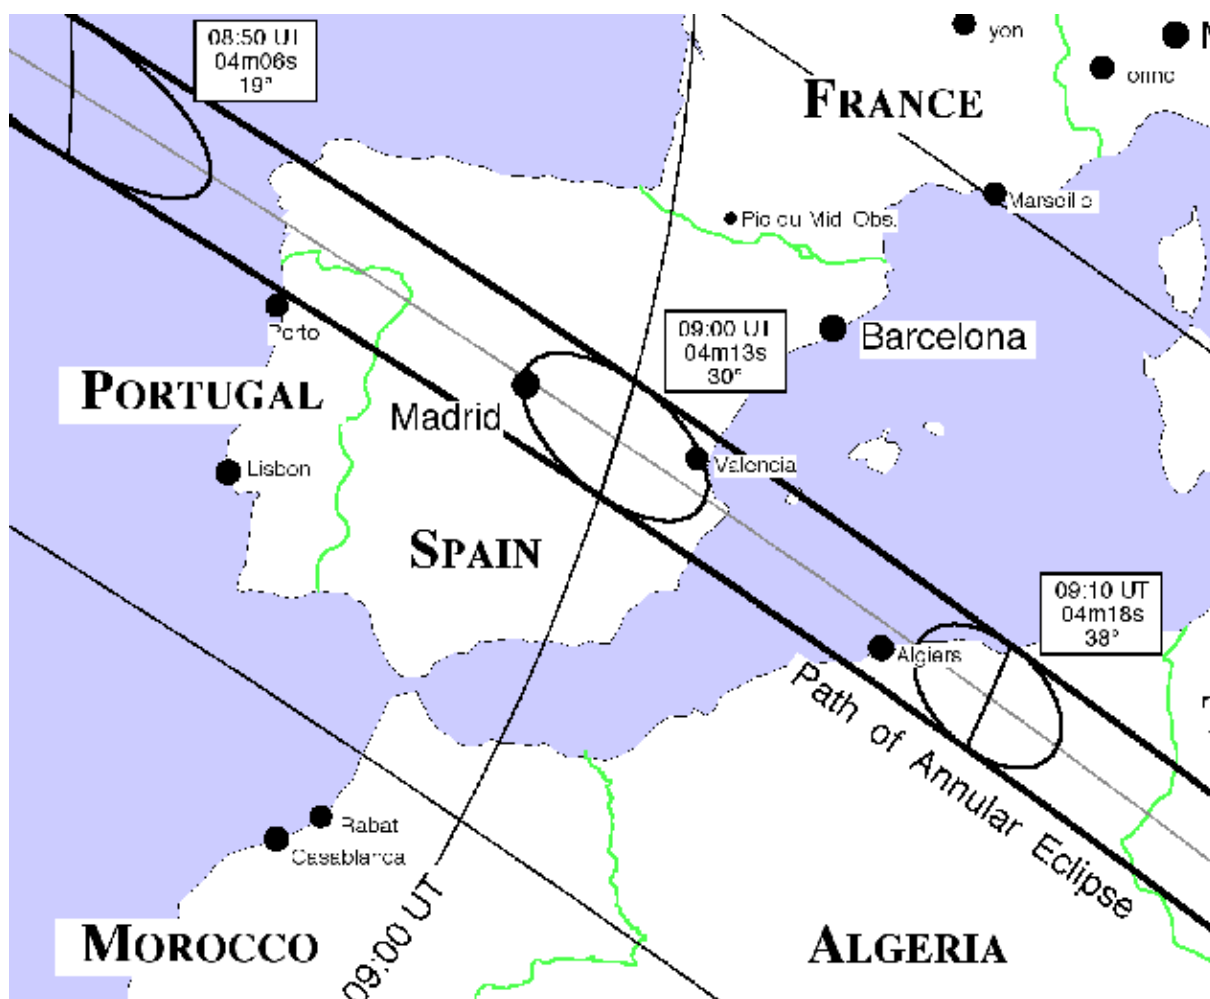 08:50 UT
04m06s
19°
yon
orino
FRANCE
Marseille
Pic du Mid. Obs.
Porto
09:00 UT
04m13s
30°
Barcelona
PORTUGAL
Madrid
Valencia
Lisbon
SPAIN
09:10 UT
04m18s
38°
Algiers
Path of Annular Eclipse
Rabat
Casablanca
09:00 UT
MOROCCO
ALGERIA